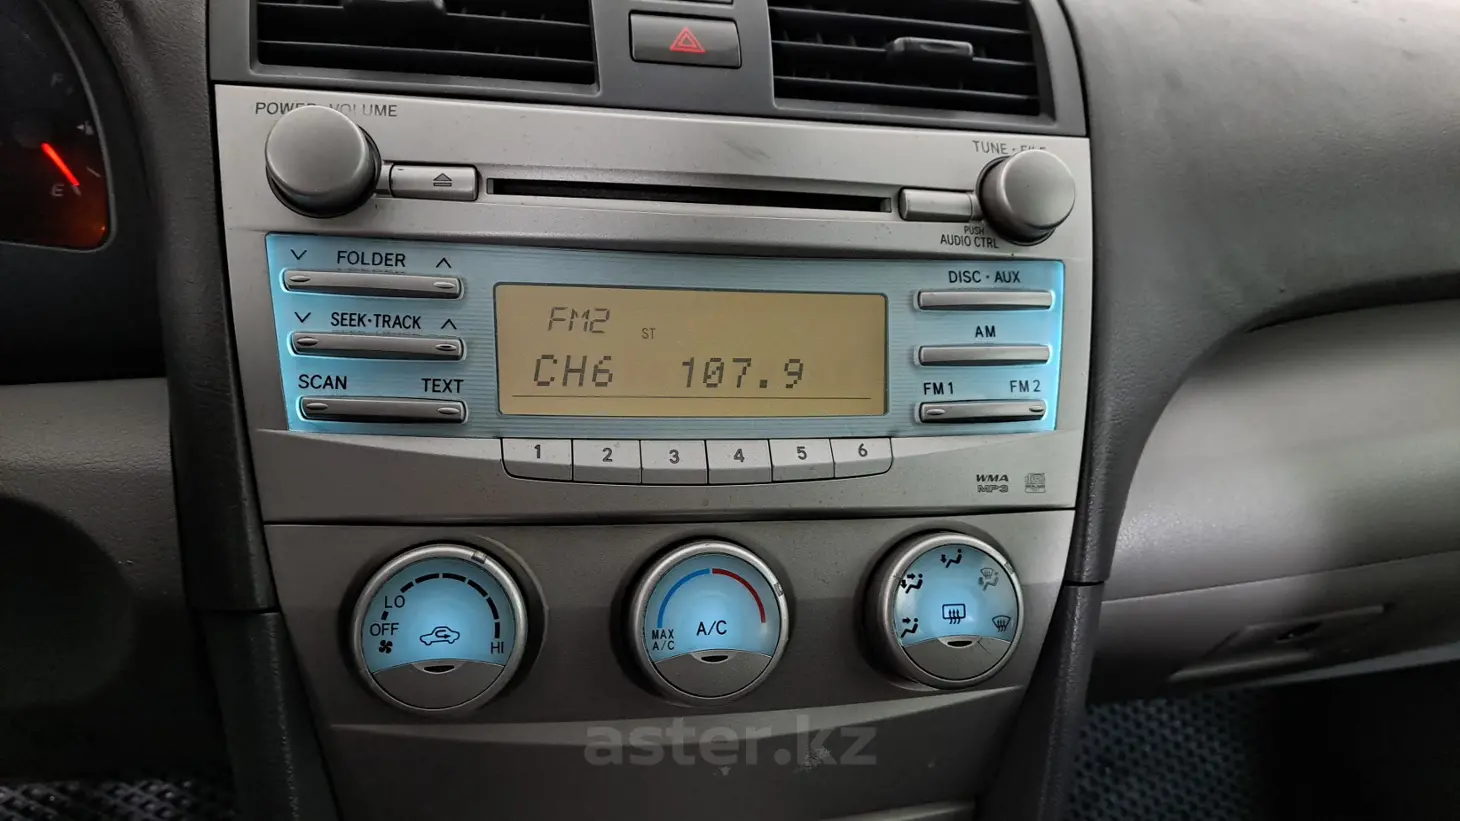 F
E
POWER · VOLUME
TUNE · FILE
PUSH
AUDIO CTRL
FOLDER
DISC · AUX
SEEK·TRACK
AM
SCAN TEXT
FM1 FM2
FM2
ST
CH6 107.9
1 2 3 4 5 6
WMA
MP3
LO
OFF
HI
MAX
A/C
A/C
aster.kz